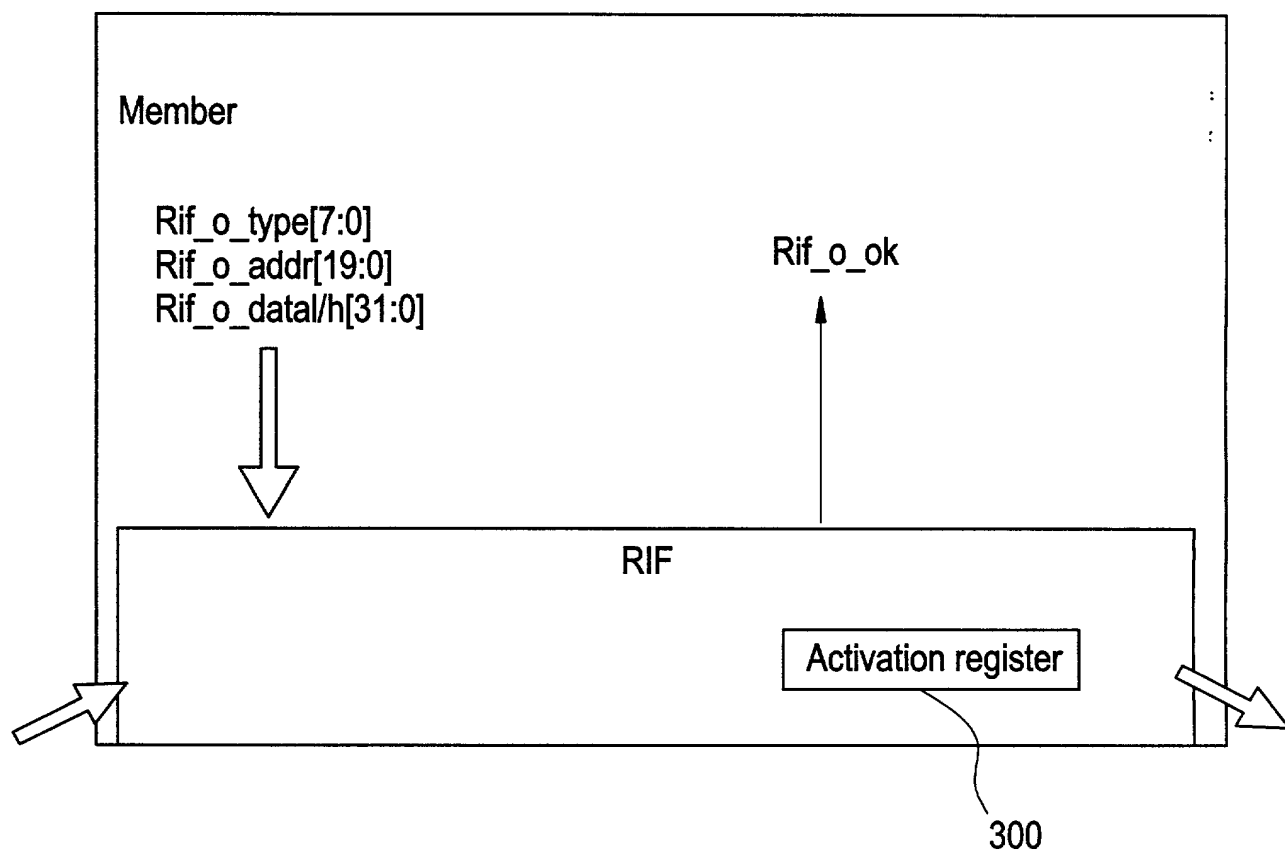 Member
Rif_o_type[7:0]
Rif_o_addr[19:0]
Rif_o_datal/h[31:0]
Rif_o_ok
RIF
Activation register
300